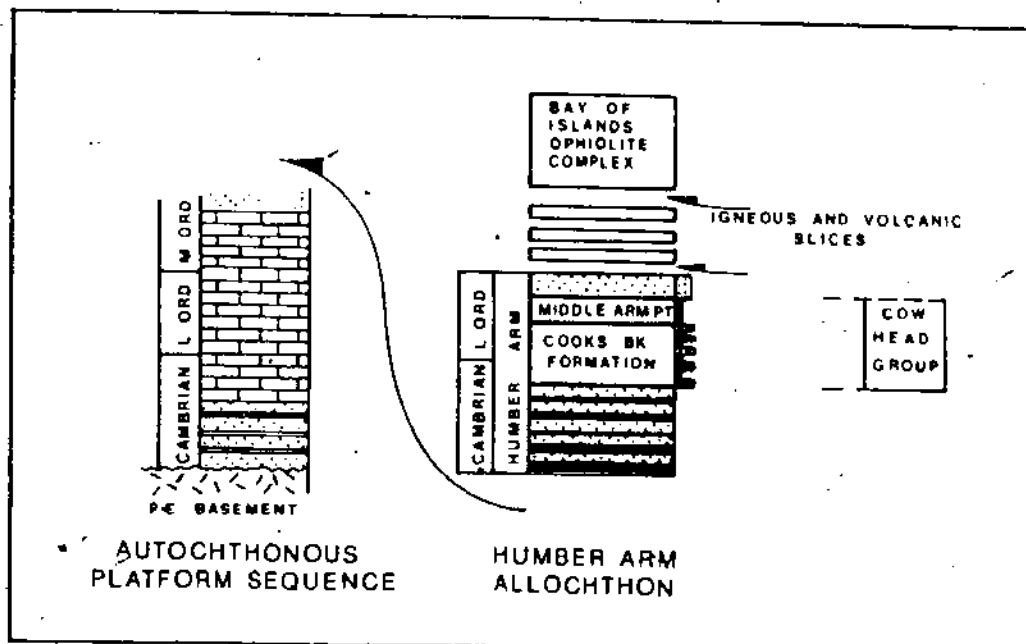 BAY OF
ISLANDS
OPHIOLITE
COMPLEX
IGNEOUS AND VOLCANIC
SLICES
M ORD
L ORD
CAMBRIAN
P-Є BASEMENT
AUTOCHTHONOUS
PLATFORM SEQUENCE
L ORD
CAMBRIAN
HUMBER ARM
MIDDLE ARM PT
COOKS BK
FORMATION
HUMBER ARM
ALLOCHTHON
COW
HEAD
GROUP